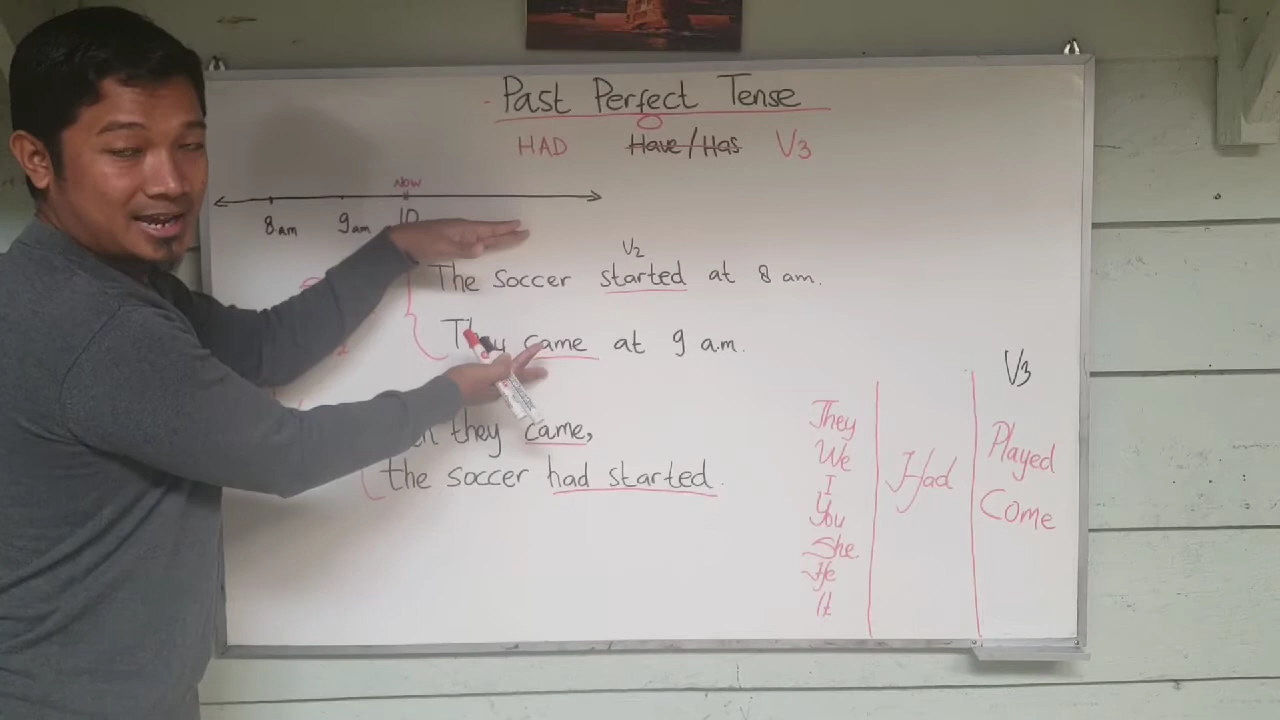 Past Perfect Tense
HAD Have/Has V3
Now
8am 9am 10
V2
The soccer started at 8 am.
They came at 9 a.m.
they came,
the soccer had started.
V3
They
We
I
You
She
He
It
Had
Played
Come